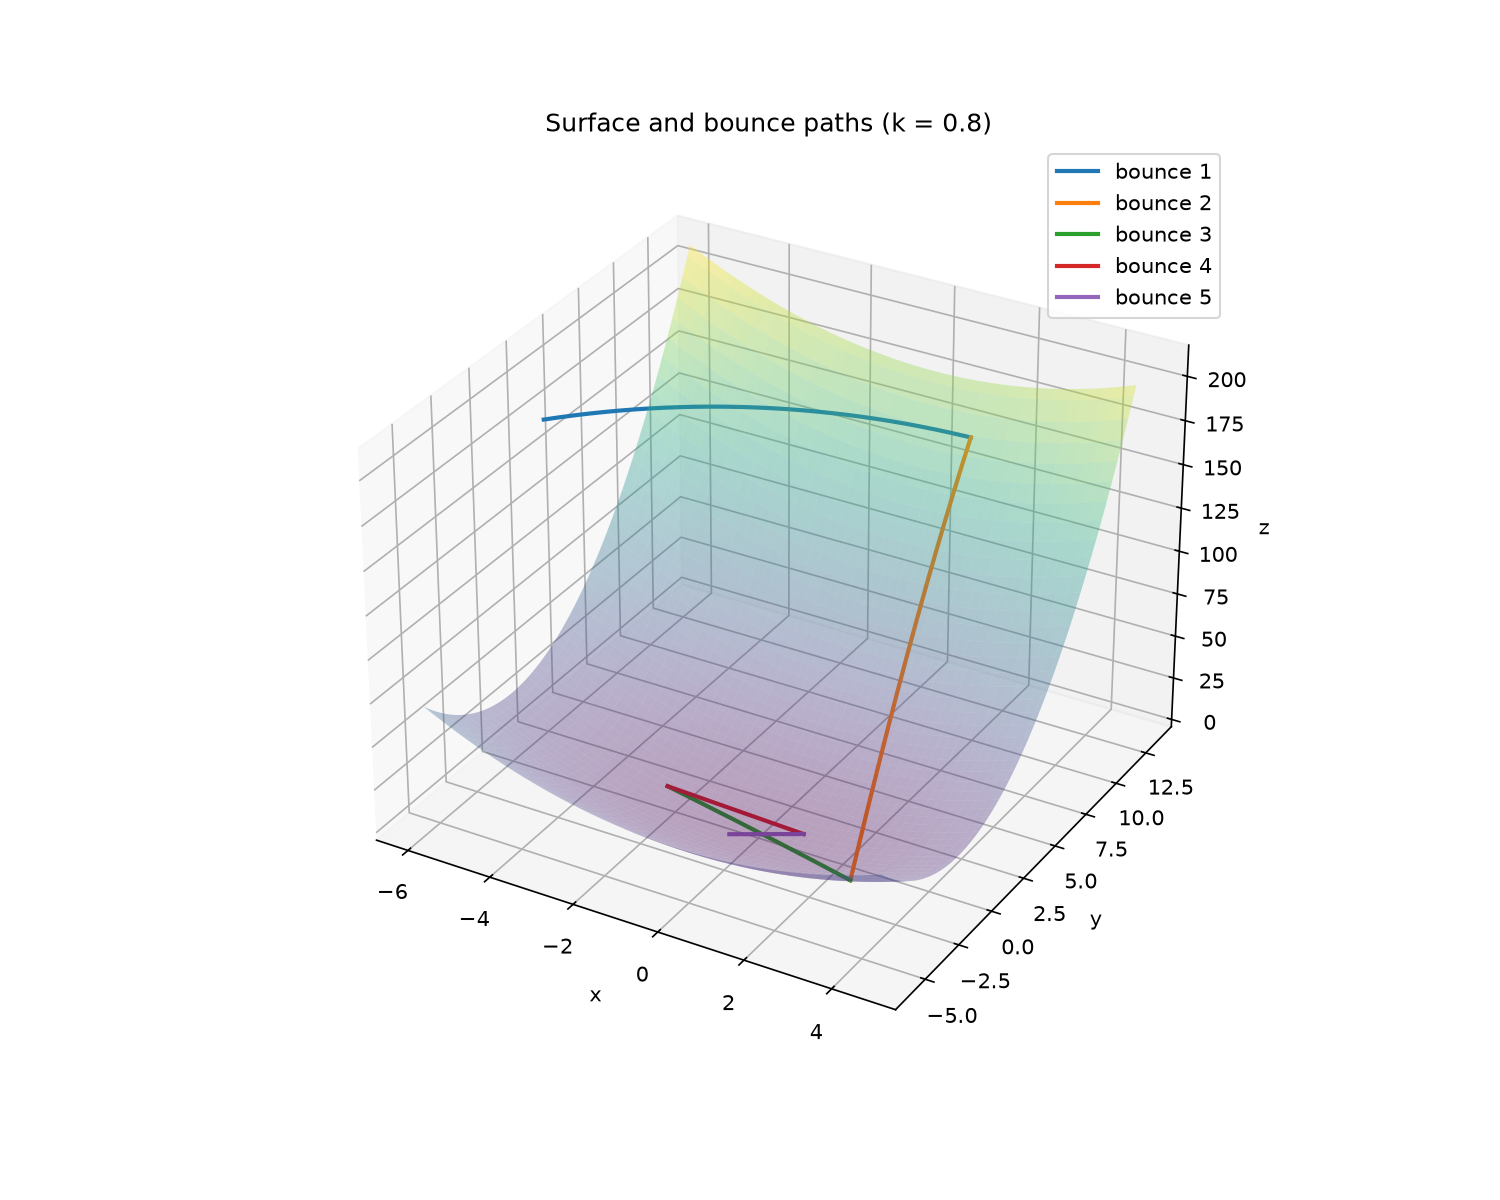 Surface and bounce paths (k = 0.8)
bounce 1
bounce 2
bounce 3
bounce 4
bounce 5
200
175
150
125
z
100
75
50
25
0
12.5
10.0
7.5
5.0
2.5
y
0.0
−2.5
−5.0
−6
−4
−2
0
x
2
4